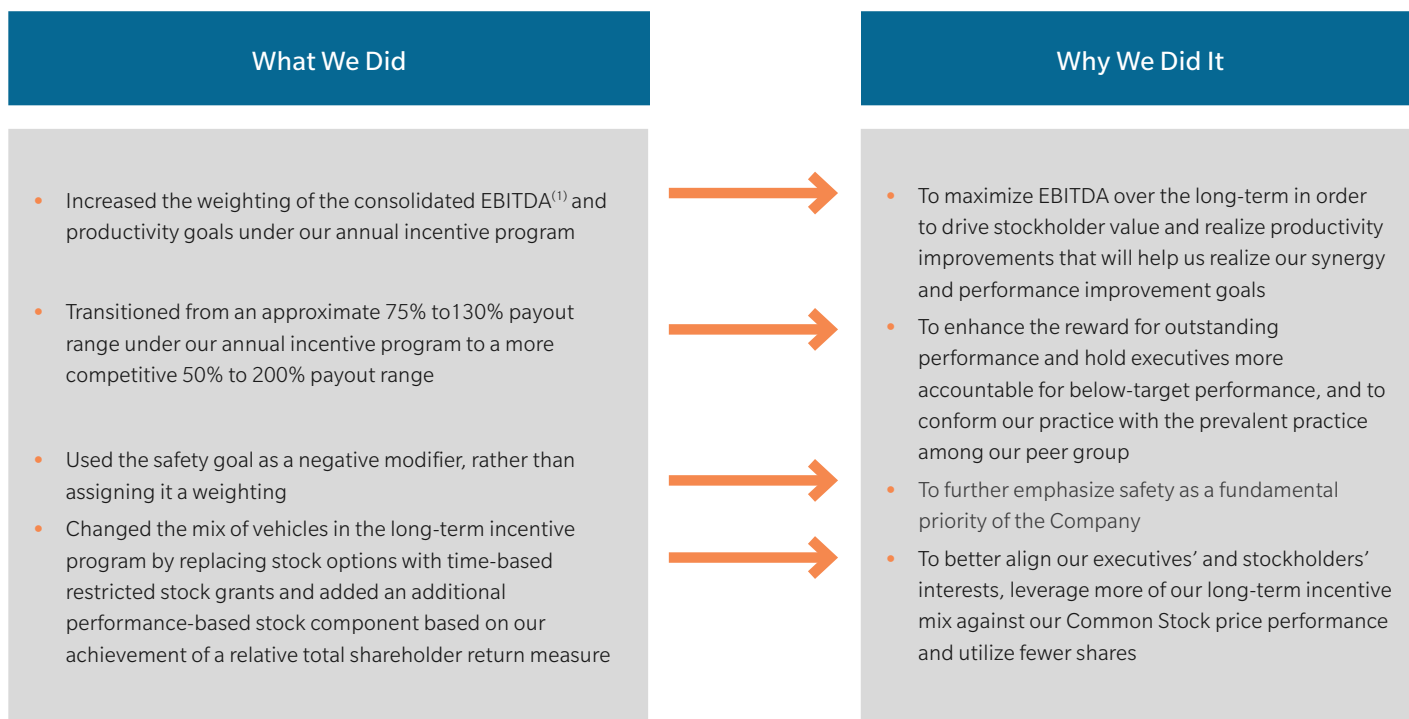 What We Did
• Increased the weighting of the consolidated EBITDA(1) and
productivity goals under our annual incentive program
• Transitioned from an approximate 75% to130% payout
range under our annual incentive program to a more
competitive 50% to 200% payout range
• Used the safety goal as a negative modifier, rather than
assigning it a weighting
• Changed the mix of vehicles in the long-term incentive
program by replacing stock options with time-based
restricted stock grants and added an additional
performance-based stock component based on our
achievement of a relative total shareholder return measure
Why We Did It
• To maximize EBITDA over the long-term in order
to drive stockholder value and realize productivity
improvements that will help us realize our synergy
and performance improvement goals
• To enhance the reward for outstanding
performance and hold executives more
accountable for below-target performance, and to
conform our practice with the prevalent practice
among our peer group
• To further emphasize safety as a fundamental
priority of the Company
• To better align our executives’ and stockholders’
interests, leverage more of our long-term incentive
mix against our Common Stock price performance
and utilize fewer shares